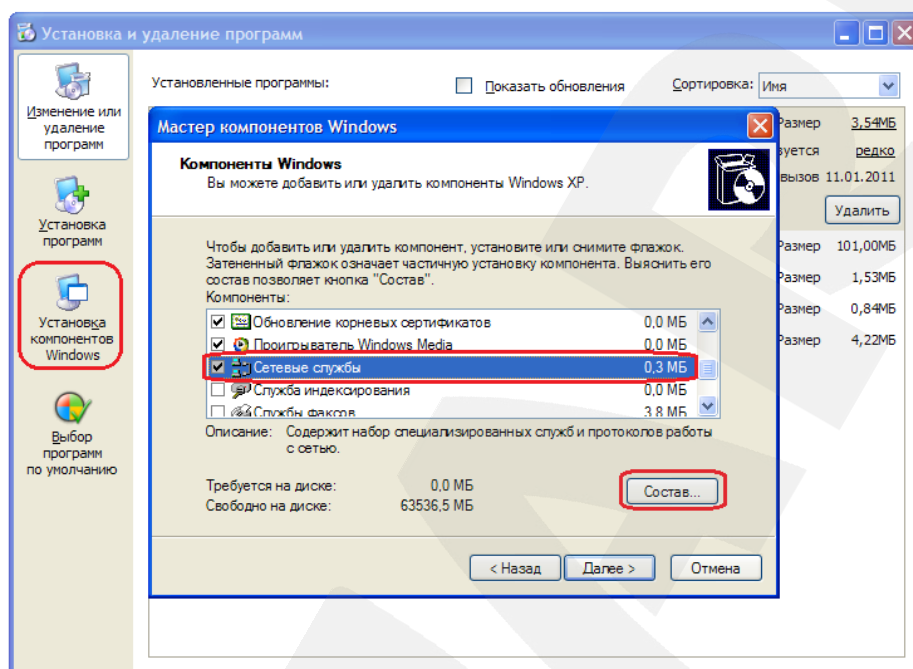 Установка и удаление программ
Изменение или
удаление
программ
Установка
программ
Установка
компонентов
Windows
Выбор
программ
по умолчанию
Установленные программы:
Показать обновления
Сортировка: Имя
Размер 3,54МБ
зуется редко
вызов 11.01.2011
Удалить
Размер 101,00МБ
Размер 1,53МБ
Размер 0,84МБ
Размер 4,22МБ
Мастер компонентов Windows
Компоненты Windows
Вы можете добавить или удалить компоненты Windows XP.
Чтобы добавить или удалить компонент, установите или снимите флажок.
Затененный флажок означает частичную установку компонента. Выяснить его
состав позволяет кнопка "Состав".
Компоненты:
Обновление корневых сертификатов 0,0 МБ
Проигрыватель Windows Media 0,0 МБ
Сетевые службы 0,3 МБ
Служба индексирования 0,0 МБ
Службы факсов 3,8 МБ
Описание: Содержит набор специализированных служб и протоколов работы
с сетью.
Требуется на диске: 0,0 МБ
Свободно на диске: 63536,5 МБ
Состав...
< Назад Далее > Отмена